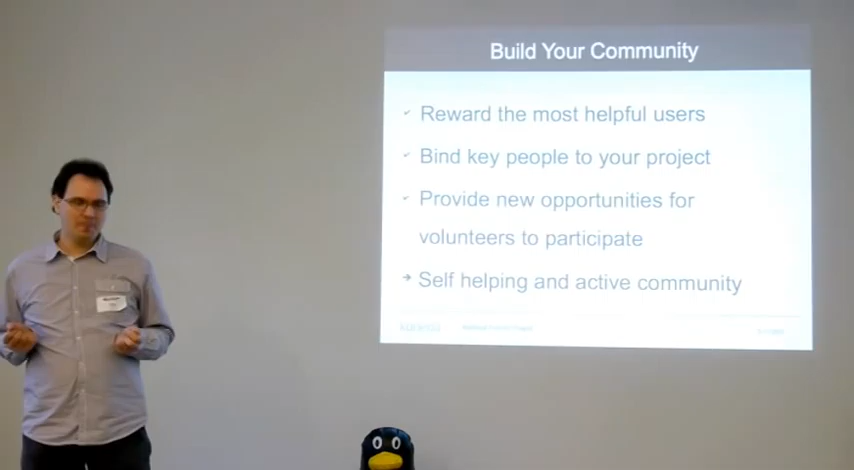 Build Your Community
Reward the most helpful users
Bind key people to your project
Provide new opportunities for
volunteers to participate
Self helping and active community